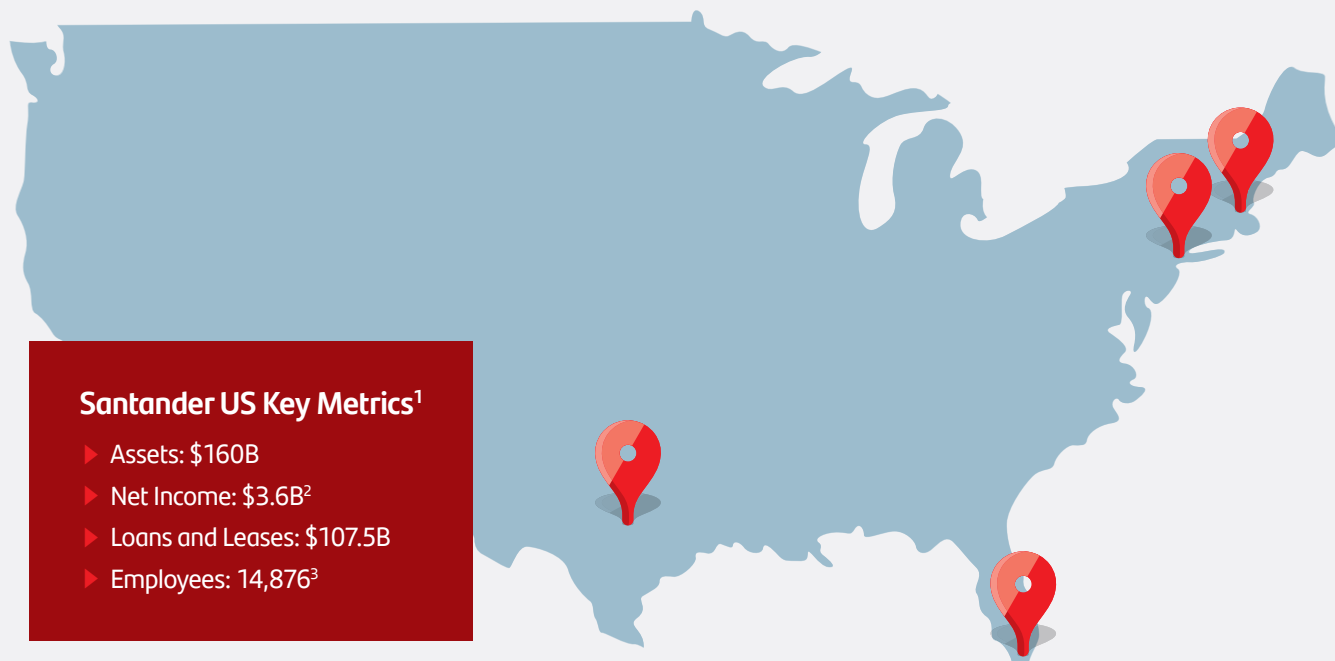 Santander US Key Metrics¹
Assets: $160B
Net Income: $3.6B²
Loans and Leases: $107.5B
Employees: 14,876³